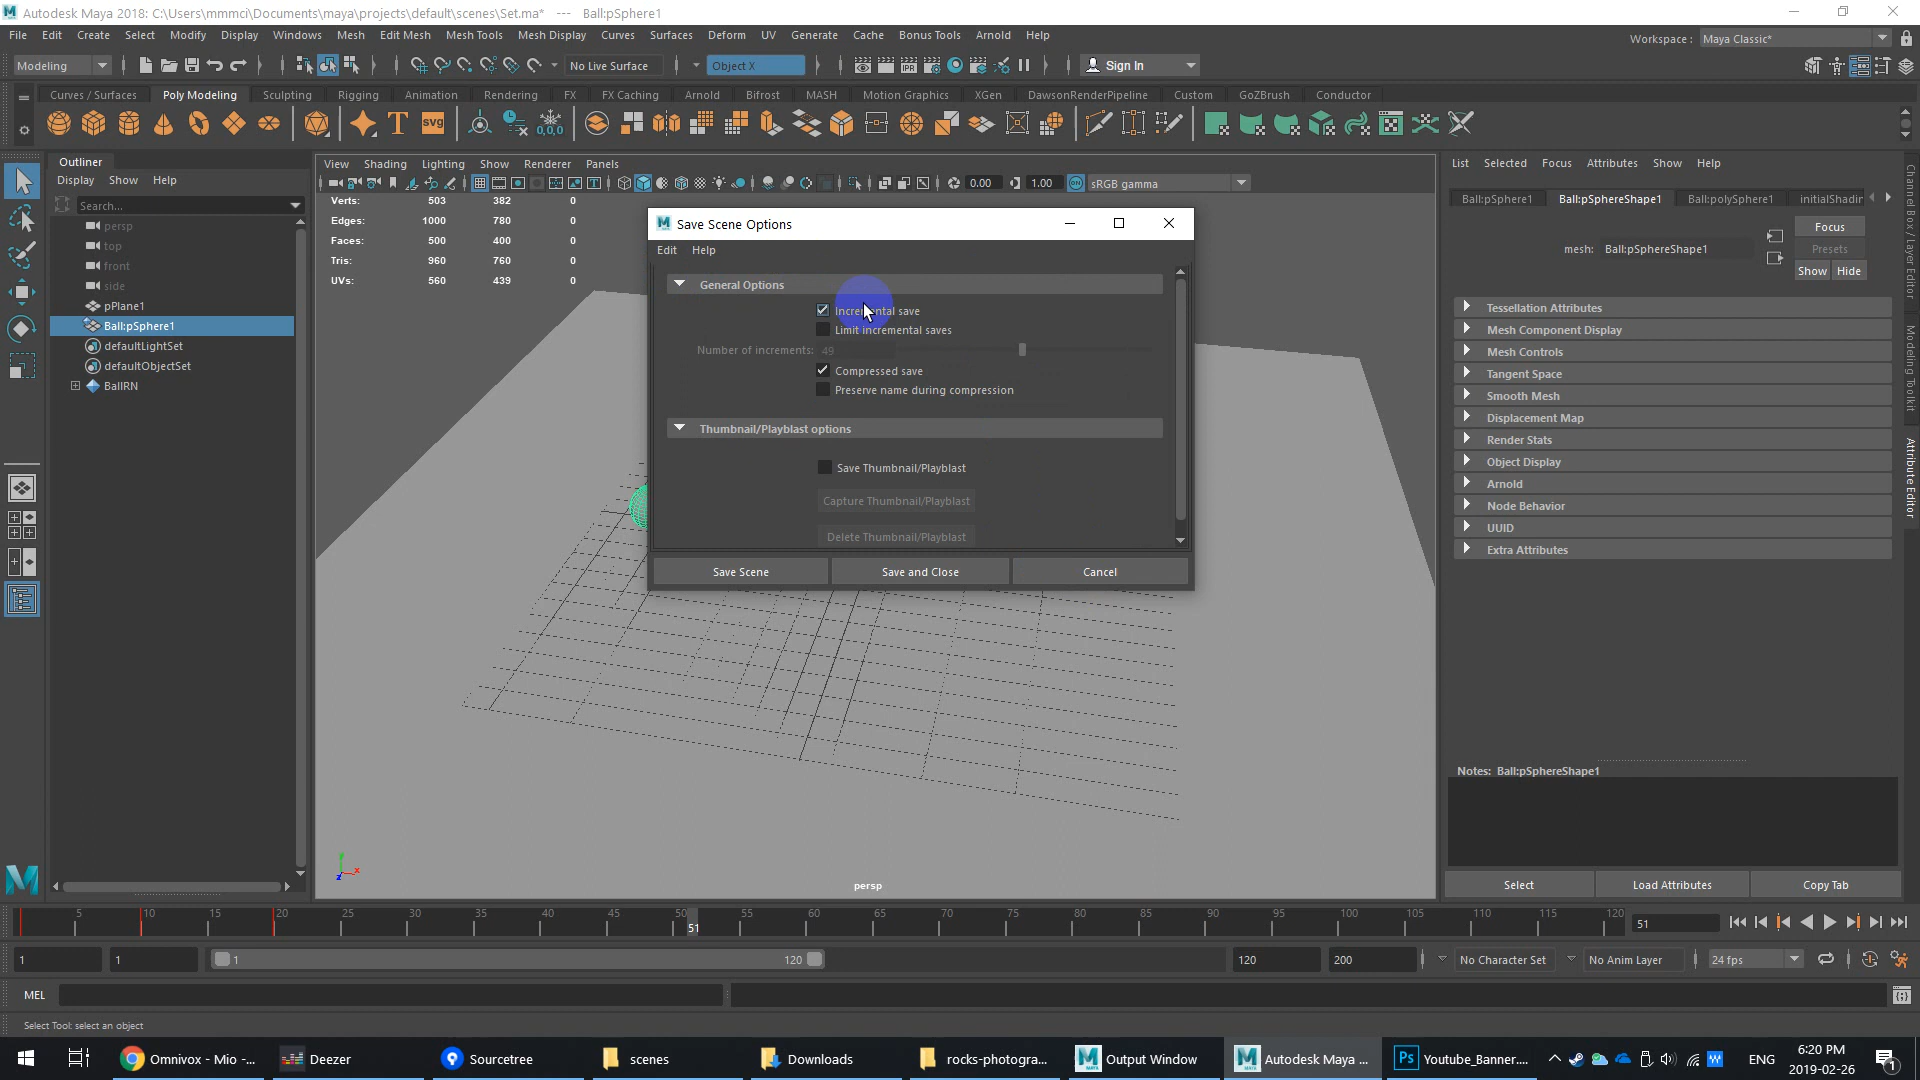 Autodesk Maya 2018: C:\Users\mmmci\Documents\maya\projects\default\scenes\Set.ma* --- Ball:pSphere1
File Edit Create Select Modify Display Windows Mesh Edit Mesh Mesh Tools Mesh Display Curves Surfaces Deform UV Generate Cache Bonus Tools Arnold Help
Workspace : Maya Classic*
Modeling No Live Surface Object X Sign In
Curves / Surfaces Poly Modeling Sculpting Rigging Animation Rendering FX FX Caching Arnold Bifrost MASH Motion Graphics XGen DawsonRenderPipeline Custom GoZBrush Conductor
T SVG 0,0,0
Outliner
Display Show Help
Search...
persp
top
front
side
pPlane1
Ball:pSphere1
defaultLightSet
defaultObjectSet
BallRN
View Shading Lighting Show Renderer Panels
0.00 1.00 ON sRGB gamma
Verts: 503 382 0
Edges: 1000 780 0
Faces: 500 400 0
Tris: 960 760 0
UVs: 560 439 0
Save Scene Options
Edit Help
General Options
Incremental save
Limit incremental saves
Number of increments: 49
Compressed save
Preserve name during compression
Thumbnail/Playblast options
Save Thumbnail/Playblast
Capture Thumbnail/Playblast
Delete Thumbnail/Playblast
Save Scene Save and Close Cancel
y x z
persp
List Selected Focus Attributes Show Help
Ball:pSphere1 Ball:pSphereShape1 Ball:polySphere1 initialShadin
Focus
mesh: Ball:pSphereShape1 Presets
Show Hide
Tessellation Attributes
Mesh Component Display
Mesh Controls
Tangent Space
Smooth Mesh
Displacement Map
Render Stats
Object Display
Arnold
Node Behavior
UUID
Extra Attributes
Notes: Ball:pSphereShape1
Select Load Attributes Copy Tab
Channel Box / Layer Editor
Modeling Toolkit
Attribute Editor
5 10 15 20 25 30 35 40 45 50 55 60 65 70 75 80 85 90 95 100 105 110 115 120
51 51
1 1 1 120 120 200 No Character Set No Anim Layer 24 fps
MEL
Select Tool: select an object
Omnivox - Mio -... Deezer Sourcetree scenes Downloads rocks-photogra... Output Window Autodesk Maya ... Youtube_Banner.... ENG 6:20 PM
2019-02-26